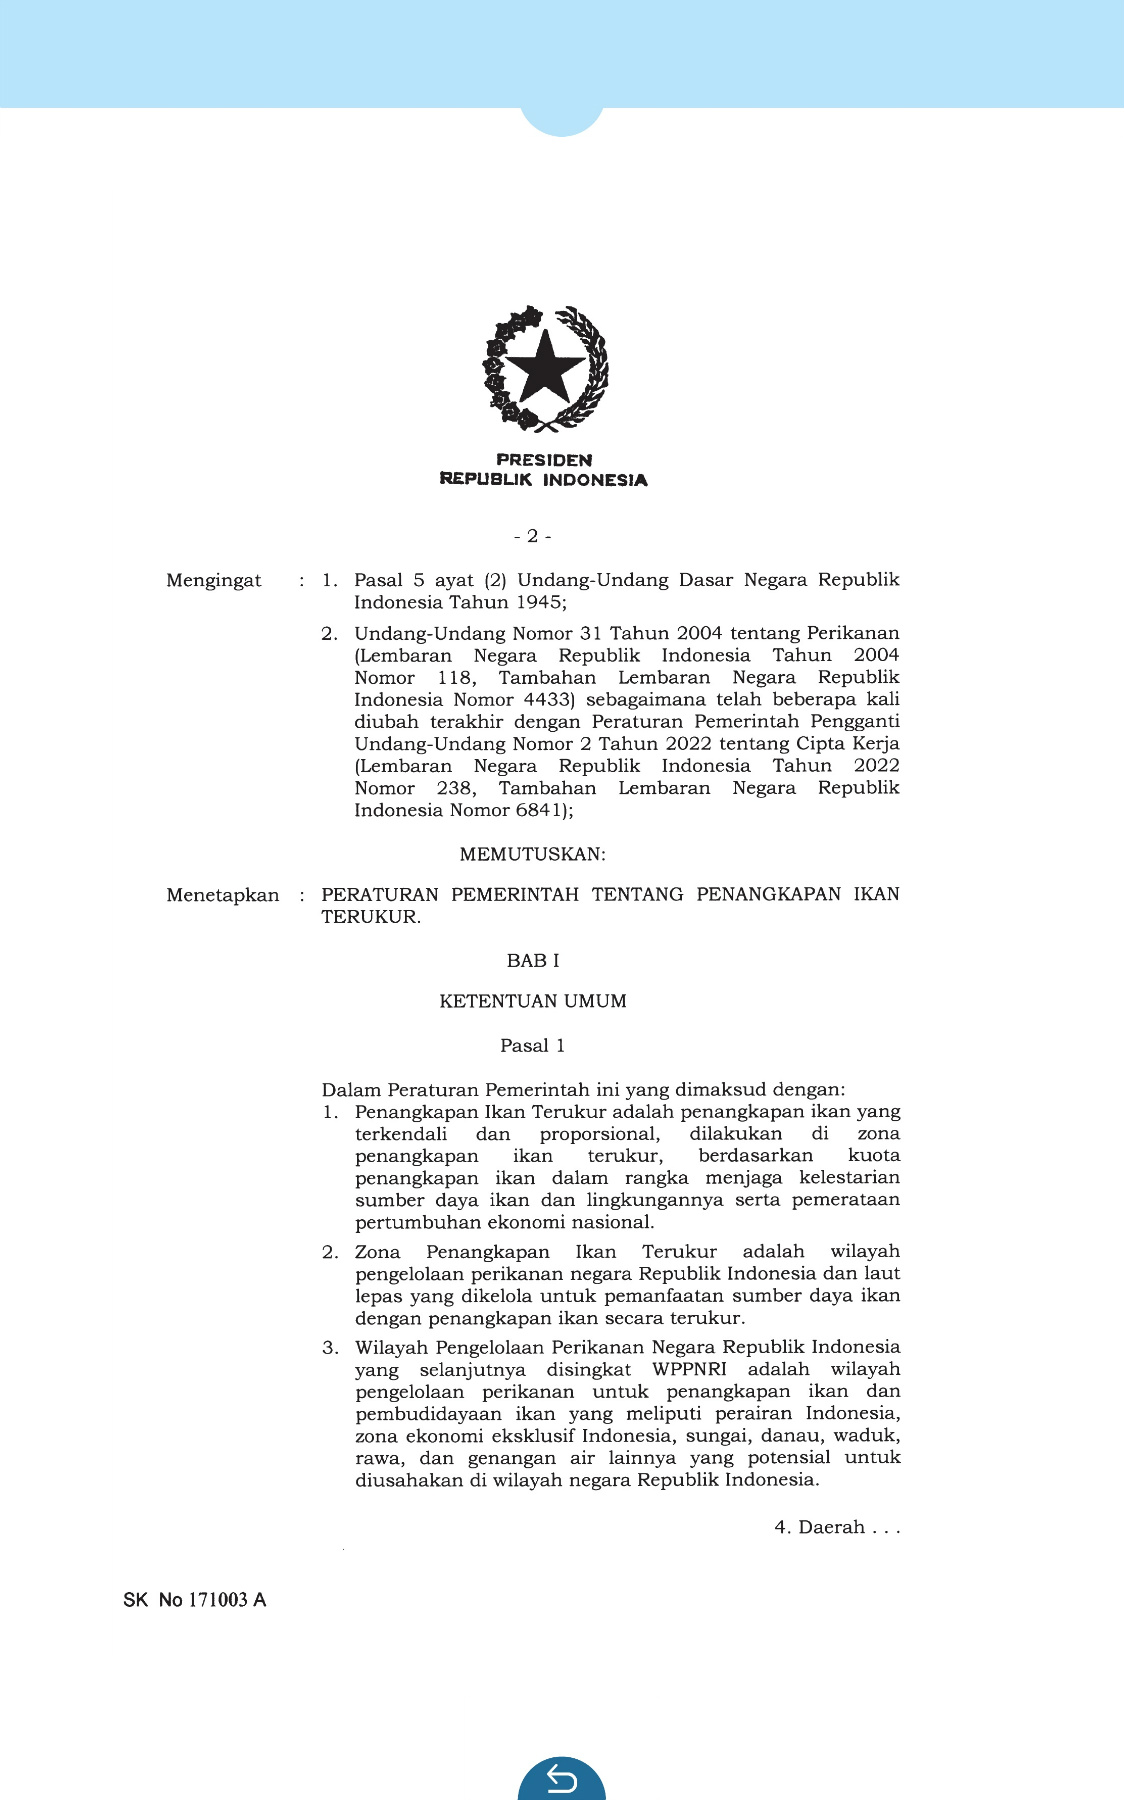 PRESIDEN
REPUBLIK INDONESIA
- 2 -
Mengingat : 1. Pasal 5 ayat (2) Undang-Undang Dasar Negara Republik
Indonesia Tahun 1945;
2. Undang-Undang Nomor 31 Tahun 2004 tentang Perikanan
(Lembaran Negara Republik Indonesia Tahun 2004
Nomor 118, Tambahan Lembaran Negara Republik
Indonesia Nomor 4433) sebagaimana telah beberapa kali
diubah terakhir dengan Peraturan Pemerintah Pengganti
Undang-Undang Nomor 2 Tahun 2022 tentang Cipta Kerja
(Lembaran Negara Republik Indonesia Tahun 2022
Nomor 238, Tambahan Lembaran Negara Republik
Indonesia Nomor 6841);
MEMUTUSKAN:
Menetapkan : PERATURAN PEMERINTAH TENTANG PENANGKAPAN IKAN
TERUKUR.
BAB I
KETENTUAN UMUM
Pasal 1
Dalam Peraturan Pemerintah ini yang dimaksud dengan:
1. Penangkapan Ikan Terukur adalah penangkapan ikan yang
terkendali dan proporsional, dilakukan di zona
penangkapan ikan terukur, berdasarkan kuota
penangkapan ikan dalam rangka menjaga kelestarian
sumber daya ikan dan lingkungannya serta pemerataan
pertumbuhan ekonomi nasional.
2. Zona Penangkapan Ikan Terukur adalah wilayah
pengelolaan perikanan negara Republik Indonesia dan laut
lepas yang dikelola untuk pemanfaatan sumber daya ikan
dengan penangkapan ikan secara terukur.
3. Wilayah Pengelolaan Perikanan Negara Republik Indonesia
yang selanjutnya disingkat WPPNRI adalah wilayah
pengelolaan perikanan untuk penangkapan ikan dan
pembudidayaan ikan yang meliputi perairan Indonesia,
zona ekonomi eksklusif Indonesia, sungai, danau, waduk,
rawa, dan genangan air lainnya yang potensial untuk
diusahakan di wilayah negara Republik Indonesia.
4. Daerah . . .
SK No 171003 A